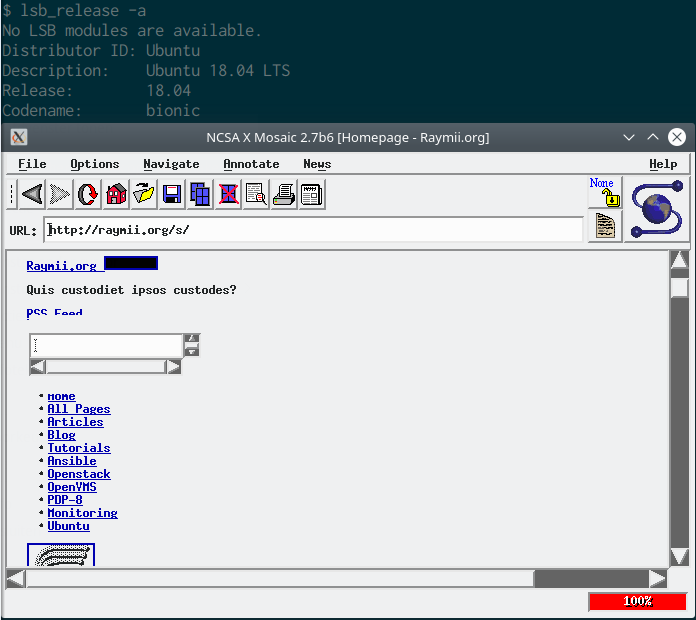 $ lsb_release -a
No LSB modules are available.
Distributor ID: Ubuntu
Description: Ubuntu 18.04 LTS
Release: 18.04
Codename: bionic
NCSA X Mosaic 2.7b6 [Homepage - Raymii.org]
File Options Navigate Annotate News Help
None
URL: http://raymii.org/s/
Raymii.org
Quis custodiet ipsos custodes?
RSS Feed
Home
All Pages
Articles
Blog
Tutorials
Ansible
Openstack
OpenVMS
PDP-8
Monitoring
Ubuntu
100%